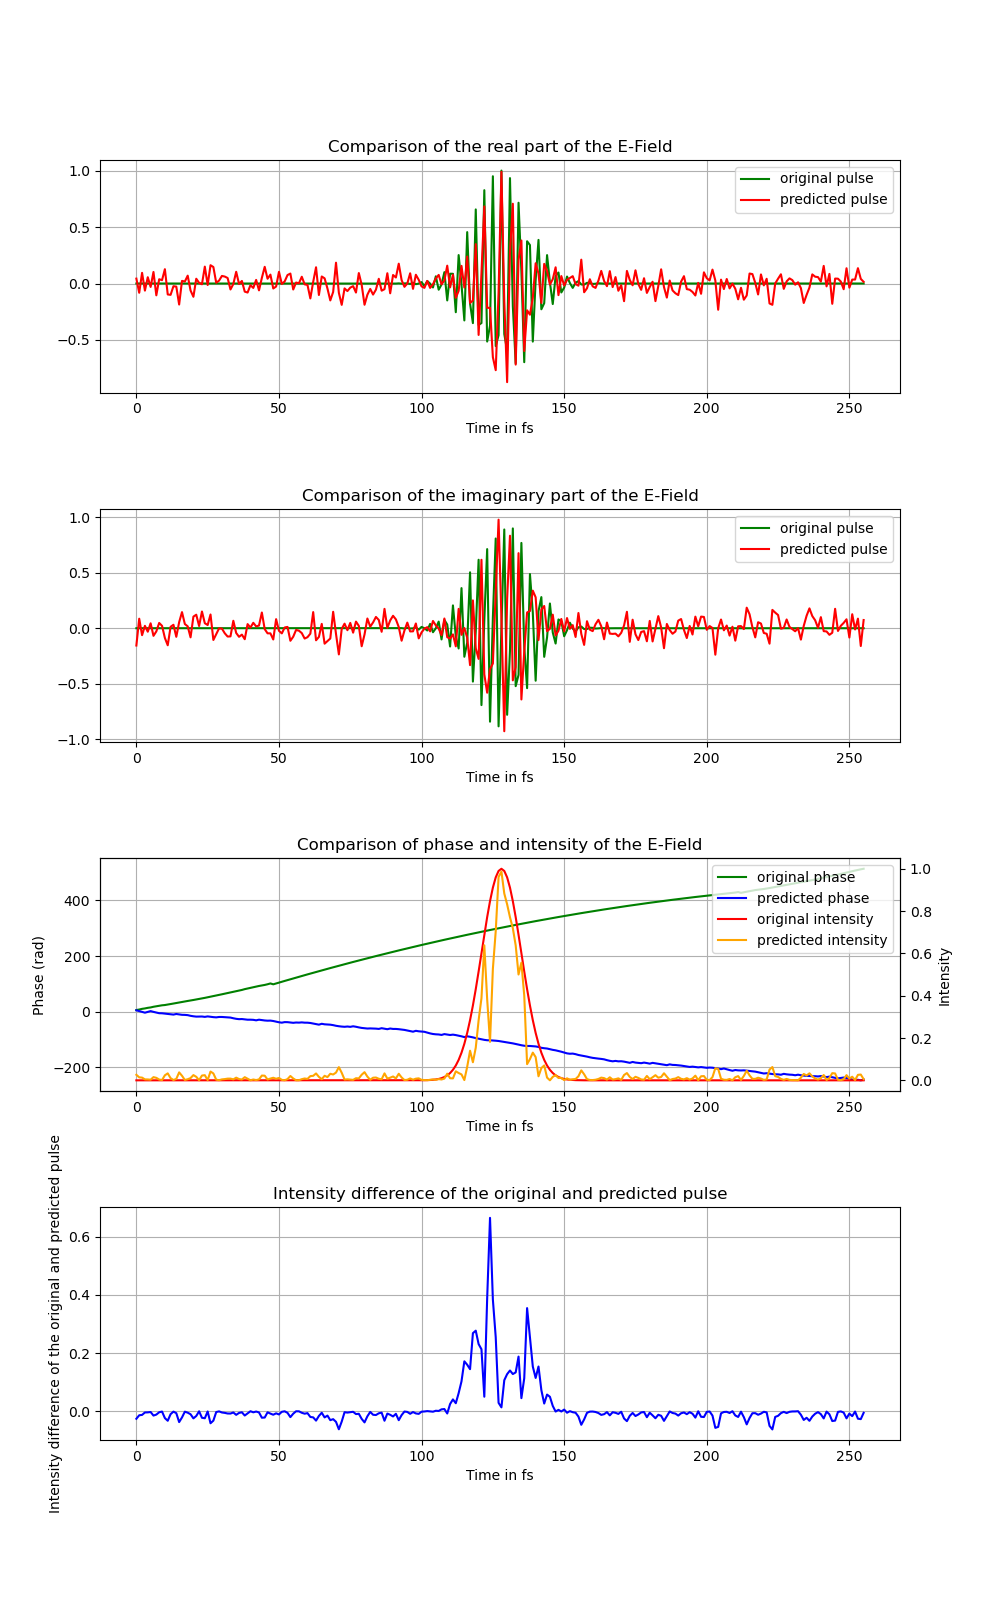 Comparison of the real part of the E-Field
1.0
0.5
0.0
−0.5
original pulse
predicted pulse
0 50 100 150 200 250
Time in fs
Comparison of the imaginary part of the E-Field
1.0
0.5
0.0
−0.5
−1.0
original pulse
predicted pulse
0 50 100 150 200 250
Time in fs
Comparison of phase and intensity of the E-Field
Phase (rad)
400
200
0
−200
original phase
predicted phase
original intensity
predicted intensity
1.0
0.8
0.6
0.4
0.2
0.0
Intensity
0 50 100 150 200 250
Time in fs
Intensity difference of the original and predicted pulse
Intensity difference of the original and predicted pulse
0.6
0.4
0.2
0.0
0 50 100 150 200 250
Time in fs